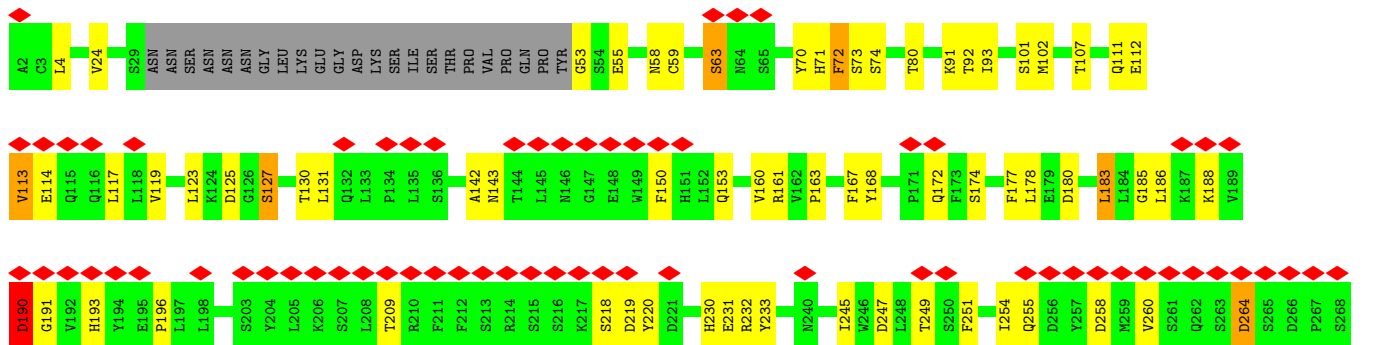 A2 C3 L4 V24 S29 ASN ASN SER ASN ASN ASN GLY LEU LYS GLU GLY ASP LYS SER ILE SER THR PRO VAL PRO PRO GLN PRO TYR G53 S54 E55 N58 C59 S63 N64 S65 Y70 H71 F72 S73 S74 T80 K91 T92 I93 S101 M102 T107 Q111 E112
V113 E114 Q115 Q116 L117 L118 V119 L123 K124 D125 G126 S127 T130 L131 Q132 L133 P134 L135 S136 A142 N143 T144 L145 N146 G147 E148 W149 F150 H151 L152 Q153 V160 R161 V162 P163 F167 Y168 P171 Q172 F173 S174 F177 L178 E179 D180 L183 L184 G185 L186 K187 K188 V189
D190 G191 V192 H193 Y194 E195 P196 L197 L198 S203 Y204 L205 K206 S207 L208 T209 R210 F211 F212 S213 R214 S215 S216 K217 S218 D219 Y220 D221 H230 E231 R232 Y233 N240 I245 W246 D247 L248 T249 S250 F251 I254 Q255 D256 Y257 D258 M259 V260 S261 Q262 S263 D264 S265 D266 P267 S268